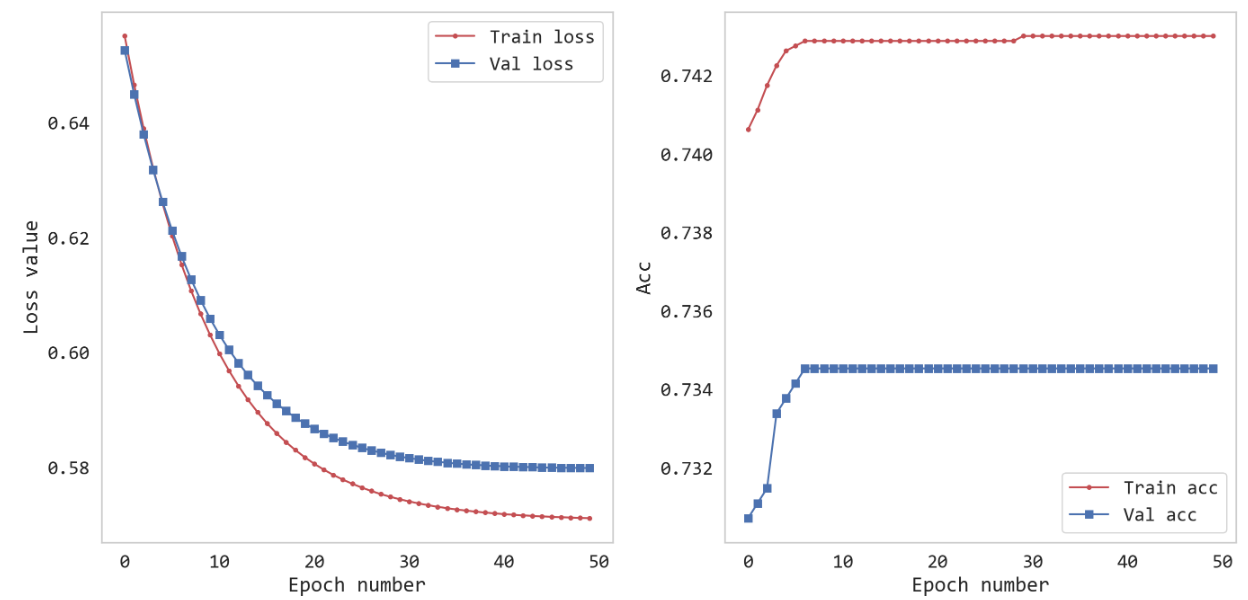 Train loss
Val loss
0.64
0.62
0.60
0.58
Loss value
0 10 20 30 40 50
Epoch number
0.742
0.740
0.738
0.736
0.734
0.732
Acc
Train acc
Val acc
0 10 20 30 40 50
Epoch number